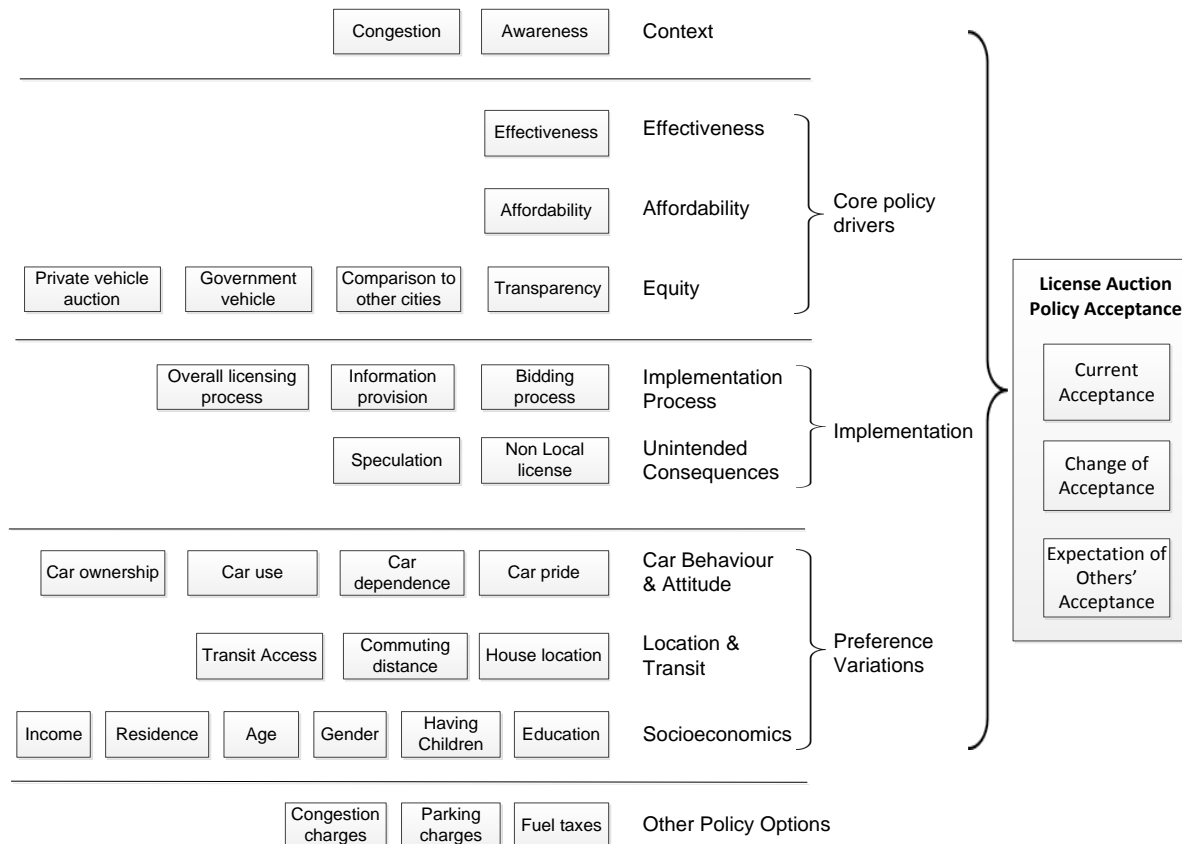 Congestion
Awareness
Context
Effectiveness
Effectiveness
Affordability
Affordability
Core policy
drivers
Private vehicle
auction
Government
vehicle
Comparison to
other cities
Transparency
Equity
Overall licensing
process
Information
provision
Bidding
process
Implementation
Process
Speculation
Non Local
license
Unintended
Consequences
Implementation
Car ownership
Car use
Car
dependence
Car pride
Car Behaviour
& Attitude
Transit Access
Commuting
distance
House location
Location &
Transit
Preference
Variations
Income
Residence
Age
Gender
Having
Children
Education
Socioeconomics
Congestion
charges
Parking
charges
Fuel taxes
Other Policy Options
License Auction
Policy Acceptance
Current
Acceptance
Change of
Acceptance
Expectation of
Others’
Acceptance